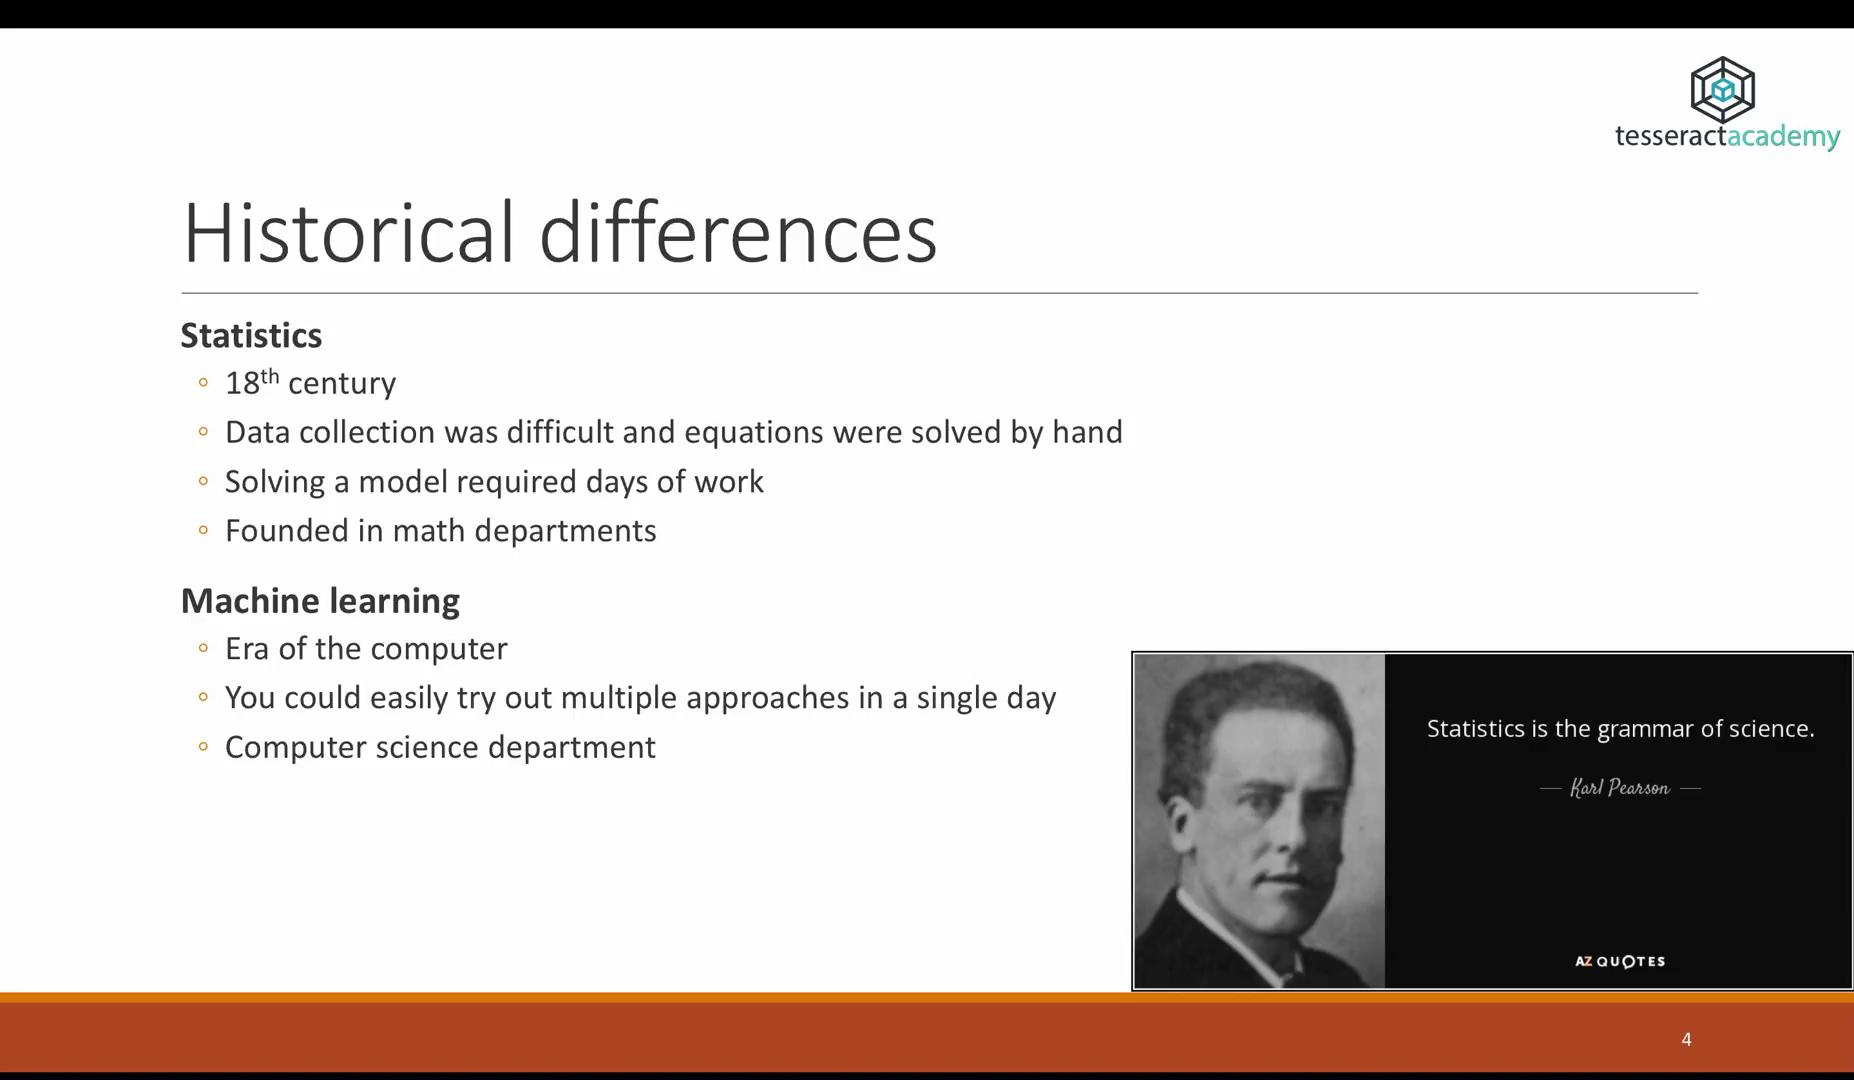 tesseractacademy
Historical differences
Statistics
◦ 18th century
◦ Data collection was difficult and equations were solved by hand
◦ Solving a model required days of work
◦ Founded in math departments
Machine learning
◦ Era of the computer
◦ You could easily try out multiple approaches in a single day
◦ Computer science department
Statistics is the grammar of science.
— Karl Pearson —
AZ QUOTES
4